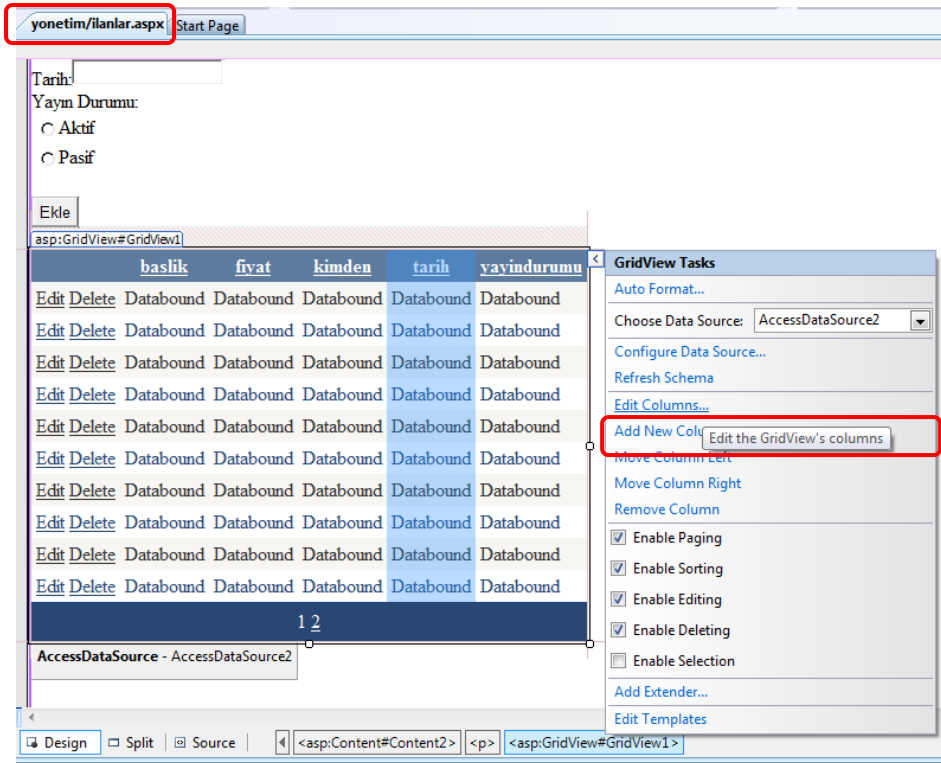 yonetim/ilanlar.aspx Start Page
Tarih:
Yayın Durumu:
Aktif
Pasif
Ekle
asp:GridView#GridView1
baslik fiyat kimden tarih yayindurumu
Edit Delete Databound Databound Databound Databound Databound
Edit Delete Databound Databound Databound Databound Databound
Edit Delete Databound Databound Databound Databound Databound
Edit Delete Databound Databound Databound Databound Databound
Edit Delete Databound Databound Databound Databound Databound
Edit Delete Databound Databound Databound Databound Databound
Edit Delete Databound Databound Databound Databound Databound
Edit Delete Databound Databound Databound Databound Databound
Edit Delete Databound Databound Databound Databound Databound
Edit Delete Databound Databound Databound Databound Databound
1 2
AccessDataSource - AccessDataSource2
GridView Tasks
Auto Format...
Choose Data Source: AccessDataSource2
Configure Data Source...
Refresh Schema
Edit Columns...
Add New Colu
Edit the GridView's columns
Move Column Left
Move Column Right
Remove Column
Enable Paging
Enable Sorting
Enable Editing
Enable Deleting
Enable Selection
Add Extender...
Edit Templates
Design Split Source <asp:Content#Content2> <p> <asp:GridView#GridView1>